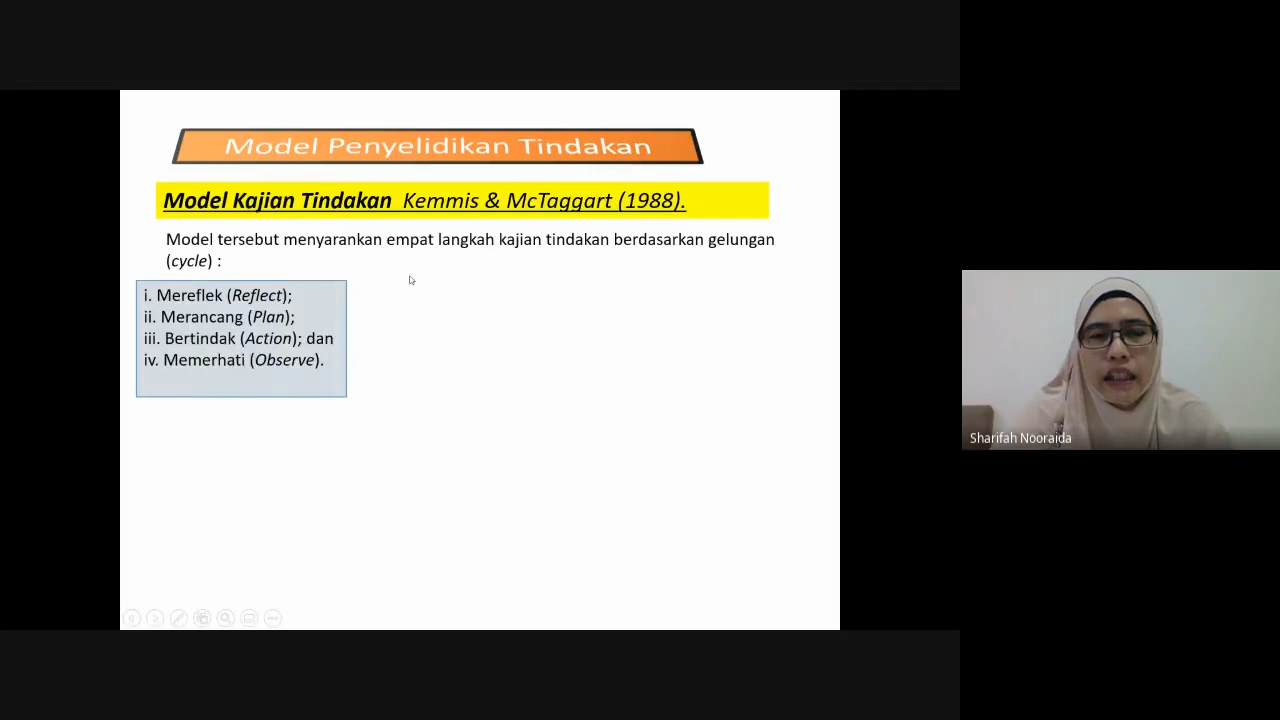 Model Penyelidikan Tindakan
Model Kajian Tindakan Kemmis & McTaggart (1988).
Model tersebut menyarankan empat langkah kajian tindakan berdasarkan gelungan
(cycle) :
i. Mereflek (Reflect);
ii. Merancang (Plan);
iii. Bertindak (Action); dan
iv. Memerhati (Observe).
Sharifah Nooraida